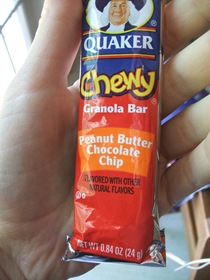 QUAKER
Chewy
Granola Bar
Peanut Butter
Chocolate
Chip
FLAVORED WITH OTHER
NATURAL FLAVORS
NET WT 0.84 OZ (24 g)